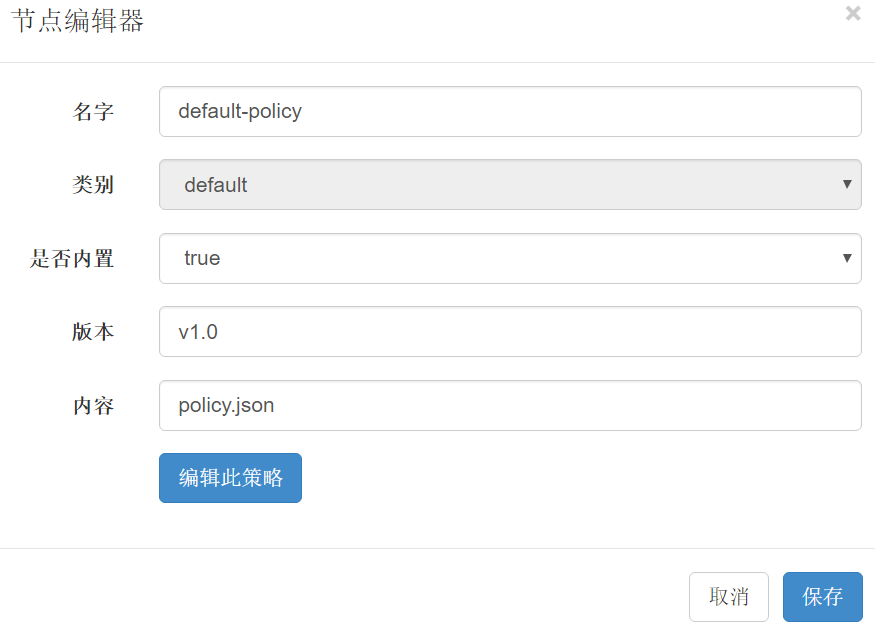 节点编辑器
名字 default-policy
类别 default
是否内置 true
版本 v1.0
内容 policy.json
编辑此策略
取消 保存